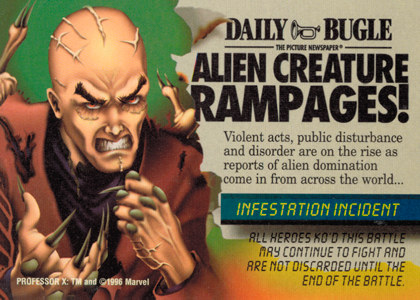 DAILY BUGLE
THE PICTURE NEWSPAPER®
ALIEN CREATURE
RAMPAGES!
Violent acts, public disturbance
and disorder are on the rise as
reports of alien domination
come in from across the world...
INFESTATION INCIDENT
ALL HEROES KO'D THIS BATTLE
MAY CONTINUE TO FIGHT AND
ARE NOT DISCARDED UNTIL THE
END OF THE BATTLE.
PROFESSOR X: TM and ©1996 Marvel